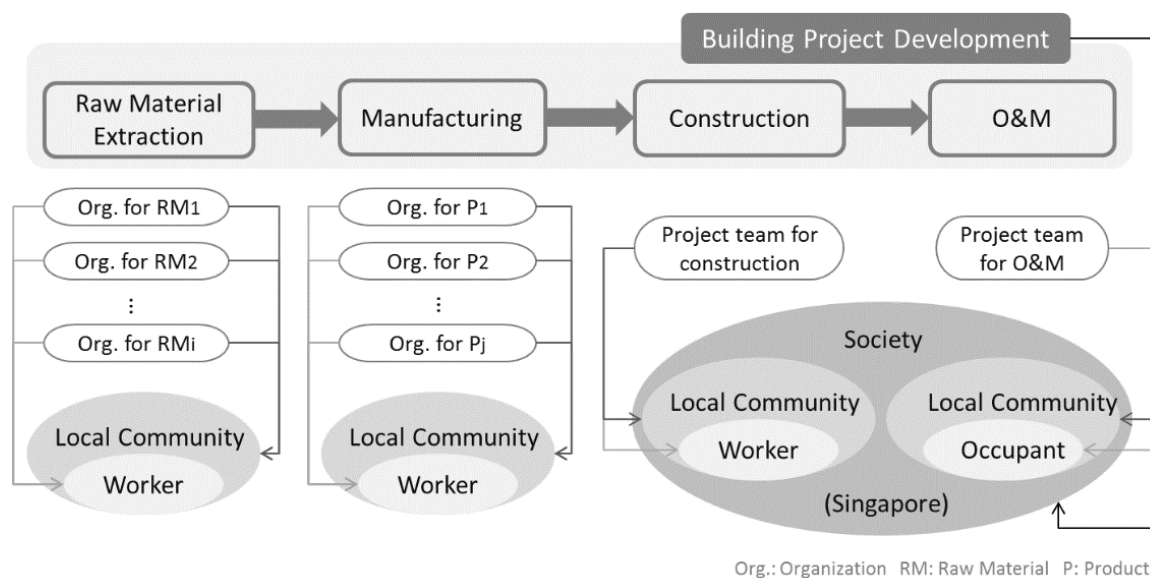 Building Project Development
Raw Material
Extraction
Manufacturing
Construction
O&M
Org. for RM1
Org. for RM2
⋮
Org. for RMi
Local Community
Worker
Org. for P1
Org. for P2
⋮
Org. for Pj
Local Community
Worker
Project team for
construction
Project team
for O&M
Society
Local Community
Worker
Local Community
Occupant
(Singapore)
Org.: Organization RM: Raw Material P: Product